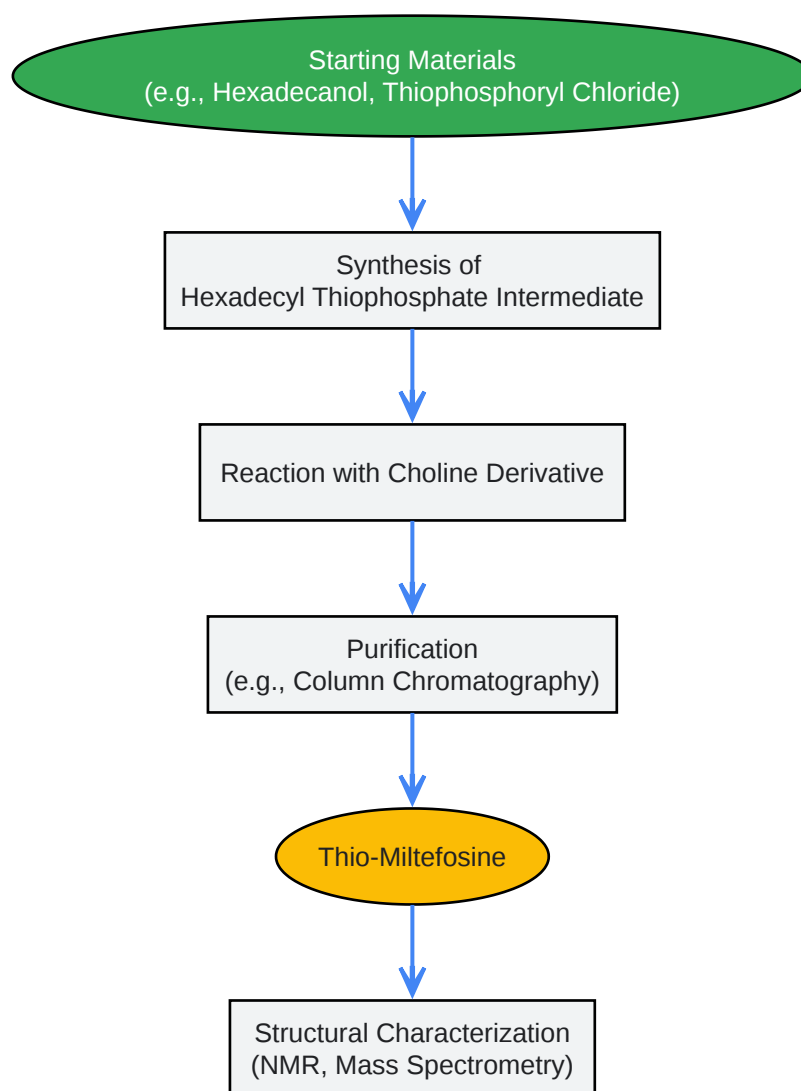 Starting Materials
(e.g., Hexadecanol, Thiophosphoryl Chloride)
Synthesis of
Hexadecyl Thiophosphate Intermediate
Reaction with Choline Derivative
Purification
(e.g., Column Chromatography)
Thio-Miltefosine
Structural Characterization
(NMR, Mass Spectrometry)